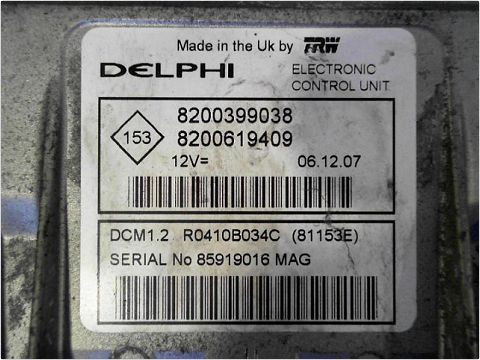 Made in the Uk by TRW
DELPHI ELECTRONIC
CONTROL UNIT
153
8200399038
8200619409
12V= 06.12.07
DCM1.2 R0410B034C (81153E)
SERIAL No 85919016 MAG